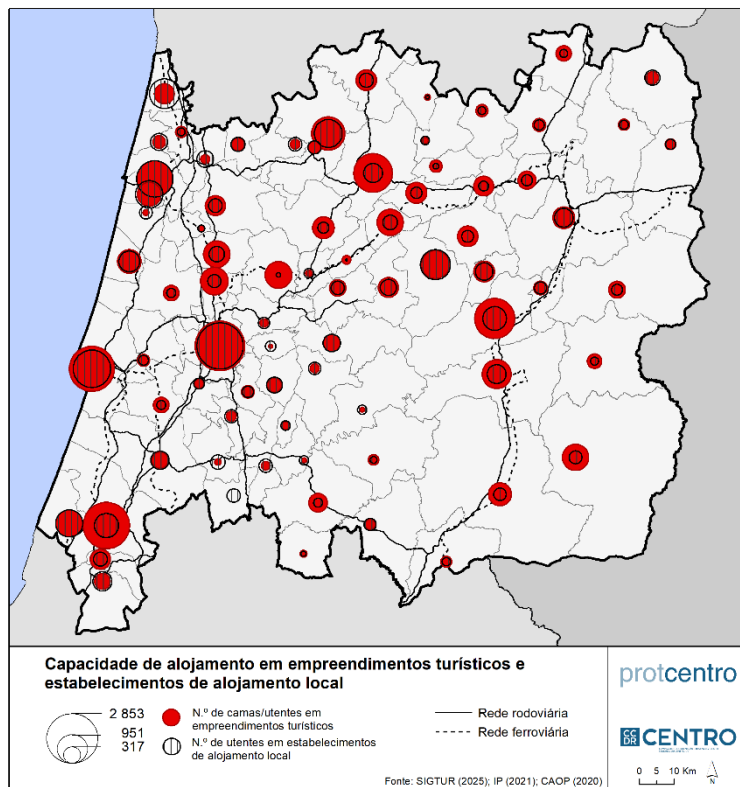 Capacidade de alojamento em empreendimentos turísticos e
estabelecimentos de alojamento local
2 853
951
317
N.º de camas/utentes em
empreendimentos turísticos
N.º de utentes em estabelecimentos
de alojamento local
Rede rodoviária
Rede ferroviária
Fonte: SIGTUR (2025); IP (2021); CAOP (2020)
protcentro
CCDR CENTRO
0 5 10 Km
N